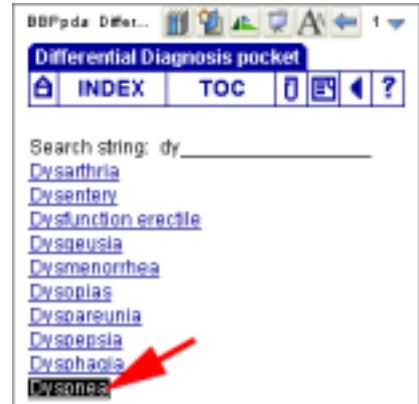 BBPpda Differ... 1
Differential Diagnosis pocket
INDEX TOC ?
Search string: dy
Dysarthria
Dysentery
Dysfunction erectile
Dysgeusia
Dysmenorrhea
Dysopias
Dyspareunia
Dyspepsia
Dysphagia
Dyspnea